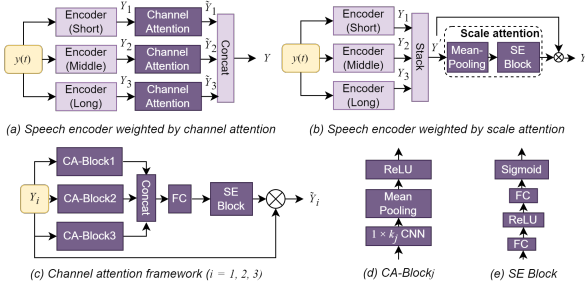 y(t)
Encoder
(Short)
Y₁
Channel
Attention
Ỹ₁
Encoder
(Middle)
Y₂
Channel
Attention
Ỹ₂
Encoder
(Long)
Y₃
Channel
Attention
Ỹ₃
Concat
Y
(a) Speech encoder weighted by channel attention
y(t)
Encoder
(Short)
Y₁
Encoder
(Middle)
Y₂
Encoder
(Long)
Y₃
Stack
Y'
Scale attention
Mean-
Pooling
SE
Block
Y
(b) Speech encoder weighted by scale attention
Yᵢ
CA-Block1
CA-Block2
CA-Block3
Concat
FC
SE
Block
Ỹᵢ
(c) Channel attention framework (i = 1, 2, 3)
ReLU
Mean
Pooling
1 × kⱼ CNN
(d) CA-Blockj
Sigmoid
FC
ReLU
FC
(e) SE Block